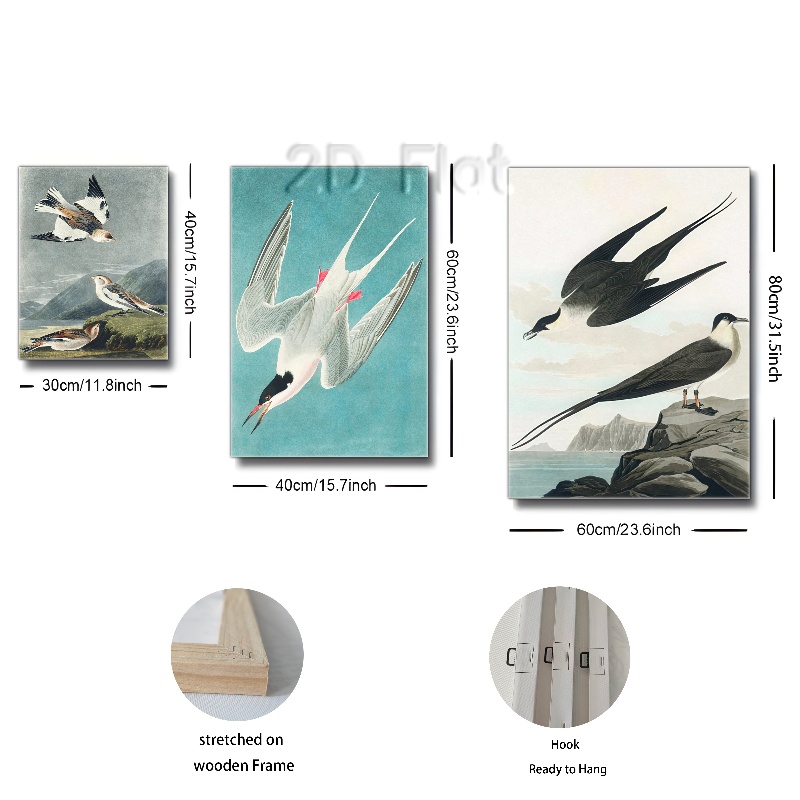 2D Flat
40cm/15.7inch
30cm/11.8inch
60cm/23.6inch
40cm/15.7inch
80cm/31.5inch
60cm/23.6inch
stretched on
wooden Frame
Hook
Ready to Hang